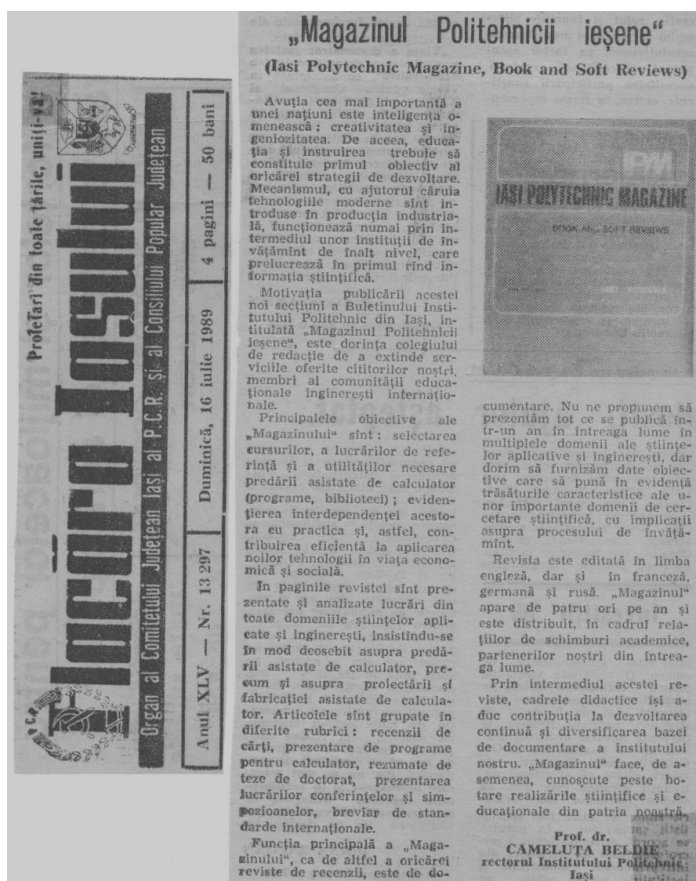 Proletari din toate țările, uniți-vă!
Flacăra Iașului
Organ al Comitetului Județean Iași al P.C.R. și al Consiliului Popular Județean
Anul XLV — Nr. 13 297
Duminică, 16 iulie 1989
4 pagini — 50 bani
P.C.R.
„Magazinul Politehnicii ieșene“
(Iasi Polytechnic Magazine, Book and Soft Reviews)
Avuția cea mai importantă a
unei națiuni este inteligența o-
menească : creativitatea și in-
geniozitatea. De aceea, educa-
ția și instruirea trebuie să
constituie primul obiectiv al
oricărei strategii de dezvoltare.
Mecanismul, cu ajutorul căruia
tehnologiile moderne sînt in-
troduse în producția industria-
lă, funcționează numai prin in-
termediul unor instituții de în-
vățămînt de înalt nivel, care
prelucrează în primul rînd in-
formația științifică.
Motivația publicării acestei
noi secțiuni a Buletinului Insti-
tutului Politehnic din Iași, in-
titulată „Magazinul Politehnicii
ieșene“, este dorința colegiului
de redacție de a extinde ser-
viciile oferite cititorilor noștri,
membri ai comunității educa-
ționale inginerești internațio-
nale.
Principalele obiective ale
„Magazinului“ sînt : selectarea
cursurilor, a lucrărilor de refe-
rință și a utilităților necesare
predării asistate de calculator
(programe, biblioteci) ; eviden-
țierea interdependenței acesto-
ra cu practica și, astfel, con-
tribuirea eficientă la aplicarea
noilor tehnologii în viața econo-
mică și socială.
In paginile revistei sînt pre-
zentate și analizate lucrări din
toate domeniile științelor apli-
cate și inginerești, insistîndu-se
în mod deosebit asupra predă-
rii asistate de calculator, pre-
cum și asupra proiectării și
fabricației asistate de calcula-
tor. Articolele sînt grupate în
diferite rubrici : recenzii de
cărți, prezentare de programe
pentru calculator, rezumate de
teze de doctorat, prezentarea
lucrărilor conferințelor și sim-
pozioanelor, breviar de stan-
darde internaționale.
Funcția principală a „Maga-
zinului“, ca de altfel a oricărei
reviste de recenzii, este de do-
IPM
IASI POLYTECHNIC MAGAZINE
BOOK AND SOFT REVIEWS
cumentare. Nu ne propunem să
prezentăm tot ce se publică în-
tr-un an în întreaga lume în
multiplele domenii ale științe-
lor aplicative și inginerești, dar
dorim să furnizăm date obiec-
tive care să pună în evidență
trăsăturile caracteristice ale u-
nor importante domenii de cer-
cetare științifică, cu implicații
asupra procesului de învăță-
mînt.
Revista este editată în limba
engleză, dar și în franceză,
germană și rusă. „Magazinul“
apare de patru ori pe an și
este distribuit, în cadrul rela-
țiilor de schimburi academice,
partenerilor noștri din întrea-
ga lume.
Prin intermediul acestei re-
viste, cadrele didactice își a-
duc contribuția la dezvoltarea
continuă și diversificarea bazei
de documentare a institutului
nostru. „Magazinul“ face, de a-
semenea, cunoscute peste ho-
tare realizările științifice și e-
ducaționale din patria noastră.
Prof. dr.
CAMELUȚA BELDIE
rectorul Institutului Politehnic
Iași